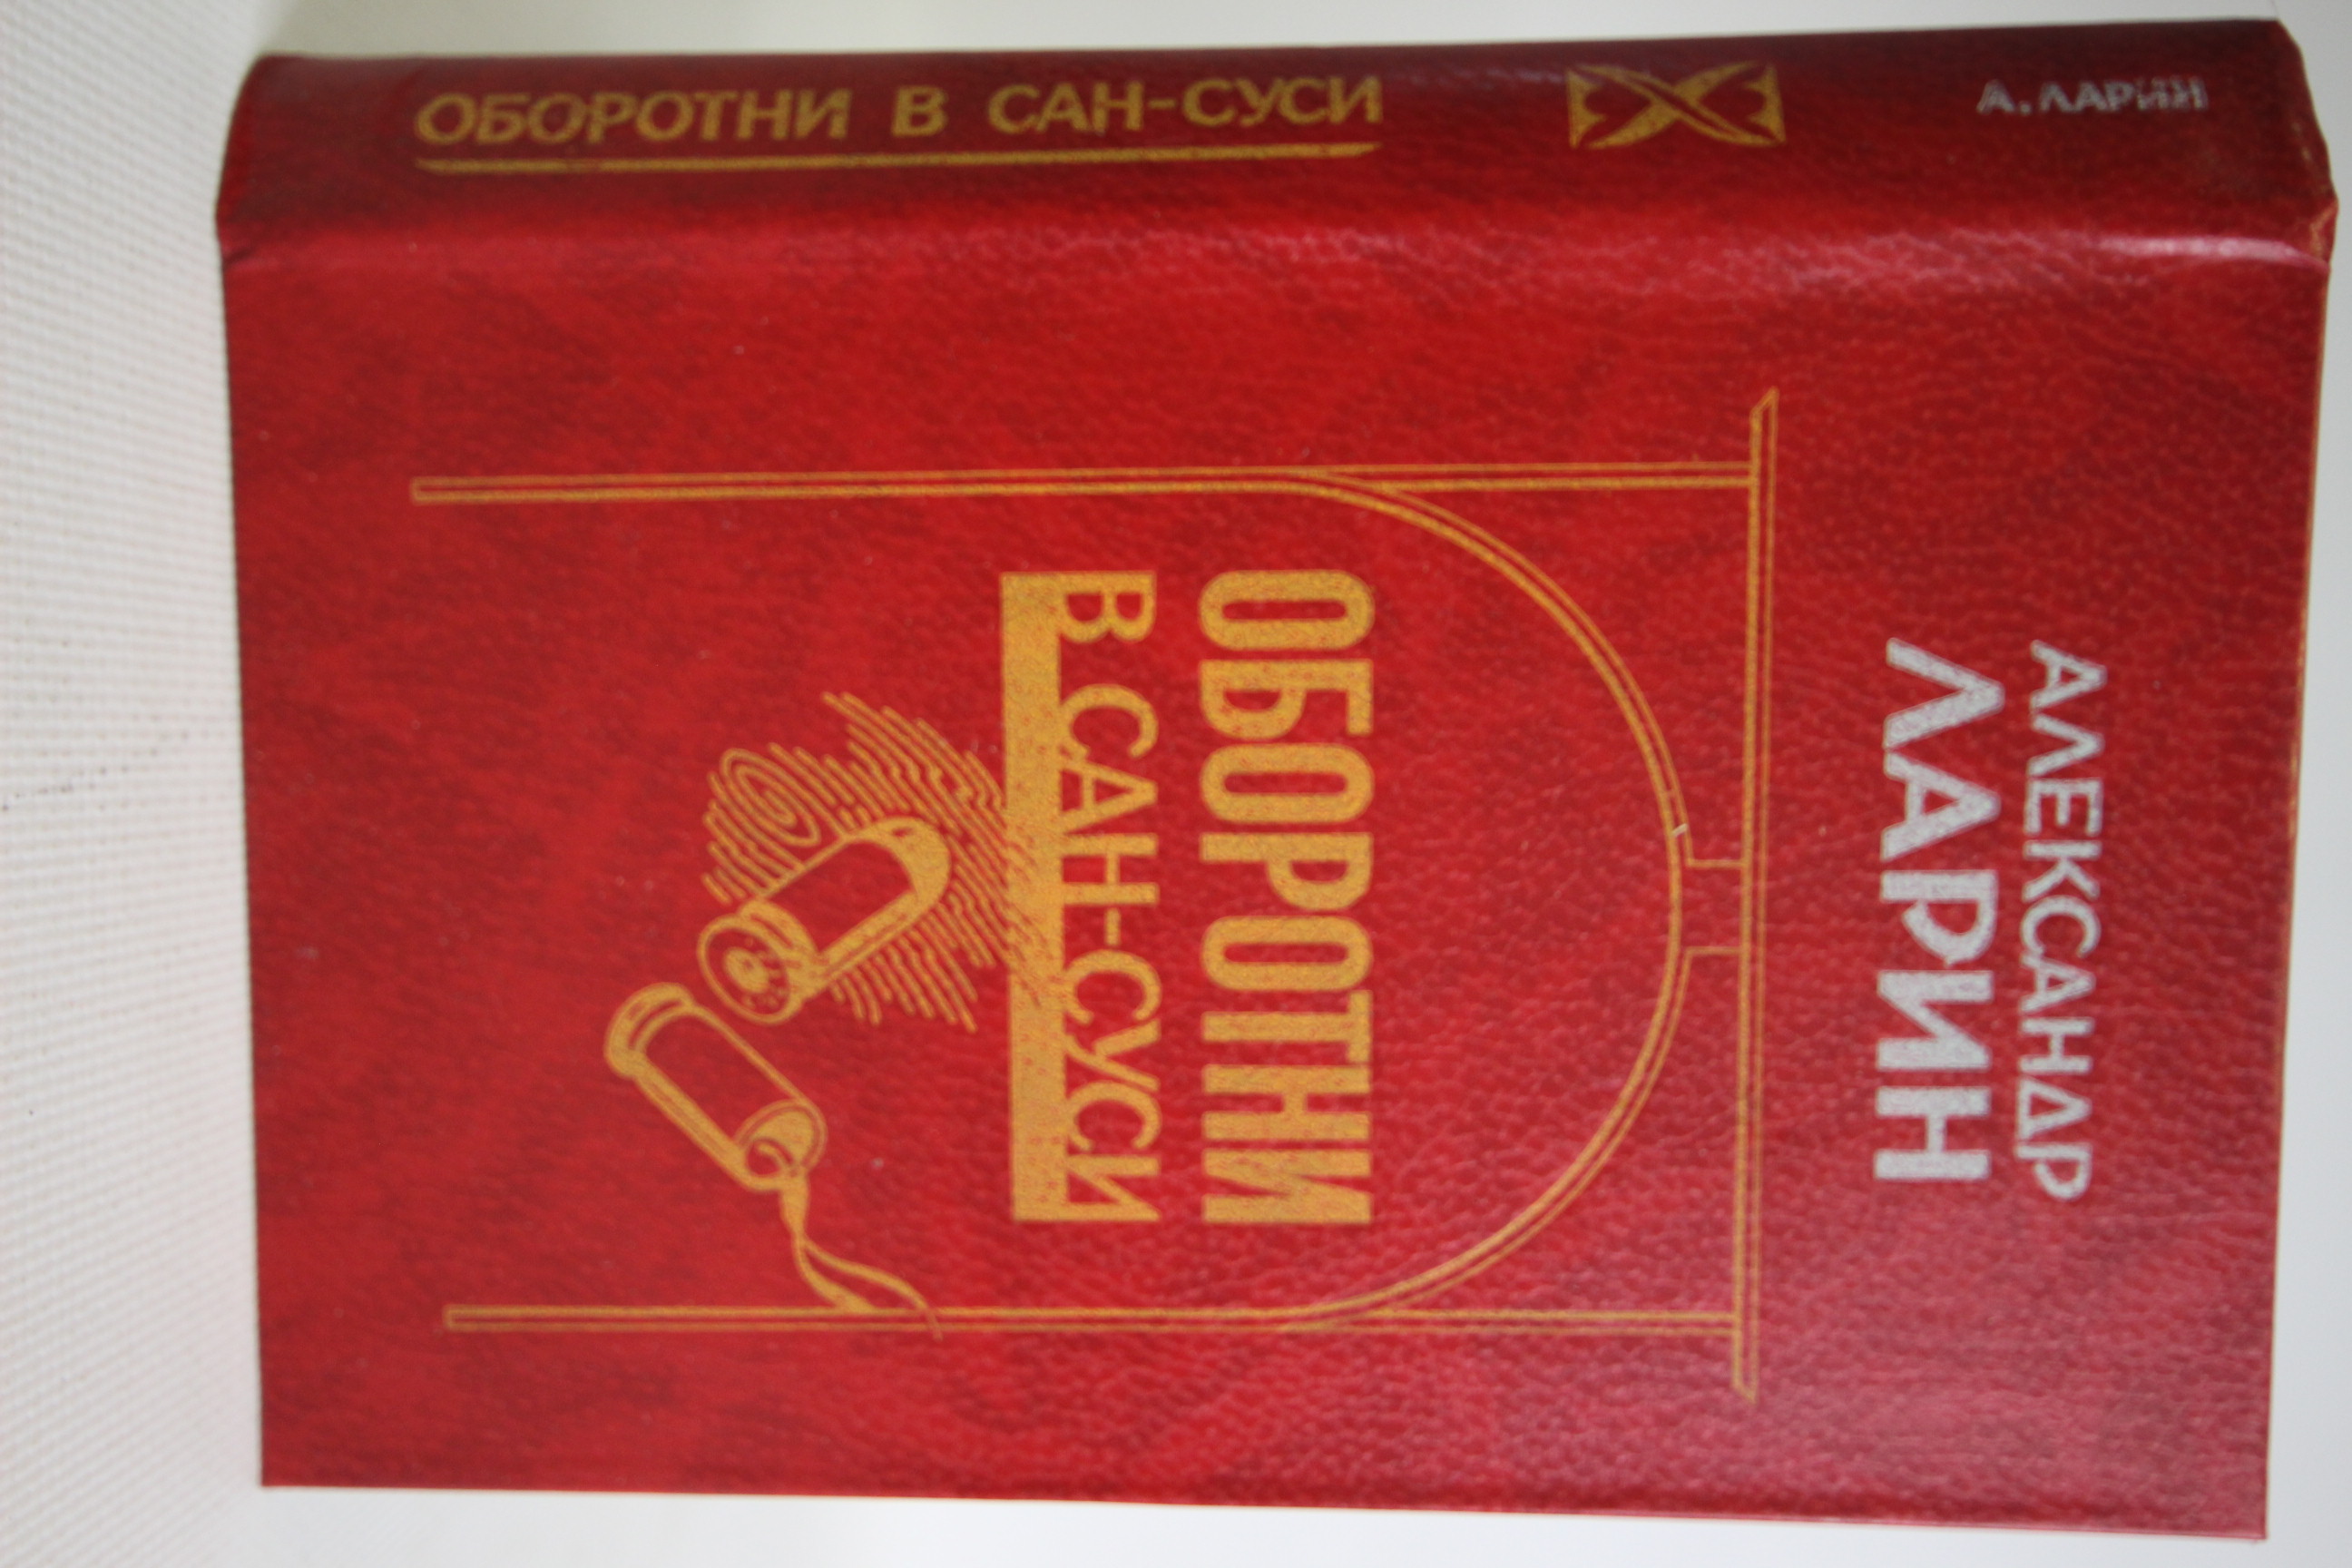 АЛЕКСАНДР
ЛАРИН
ОБОРОТНИ
В САН-СУСИ
ОБОРОТНИ В САН-СУСИ
А. ЛАРИН